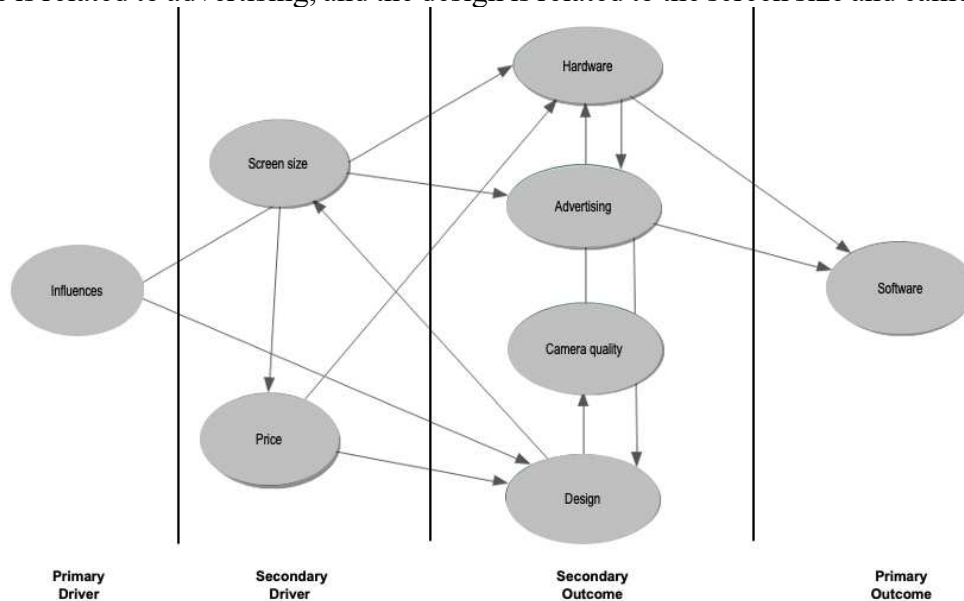 is related to advertising, and the design is related to the screen size and
Hardware
Screen size
Advertising
Influences
Software
Camera quality
Price
Design
Primary
Driver
Secondary
Driver
Secondary
Outcome
Primary
Outcome